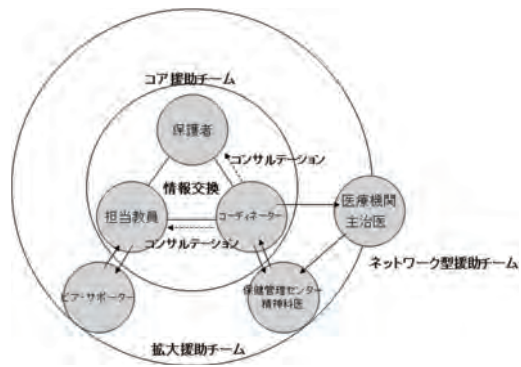 コア援助チーム
保護者
コンサルテーション
情報交換
担当教員
コーディネーター
医療機関
主治医
コンサルテーション
ネットワーク型援助チーム
ピア・サポーター
保健管理センター
精神科医
拡大援助チーム